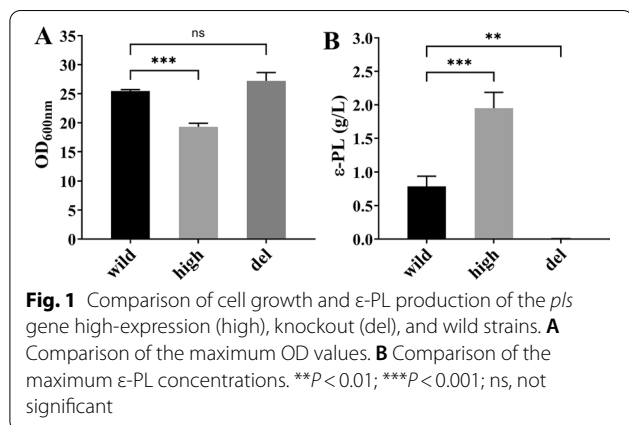 A
ns
***
35
30
25
20
15
10
5
0
OD600nm
wild
high
del
B
**
***
3.0
2.5
2.0
1.5
1.0
0.5
0.0
ε-PL (g/L)
wild
high
del
Fig. 1 Comparison of cell growth and ε-PL production of the pls
gene high-expression (high), knockout (del), and wild strains. A
Comparison of the maximum OD values. B Comparison of the
maximum ε-PL concentrations. **P < 0.01; ***P < 0.001; ns, not
significant